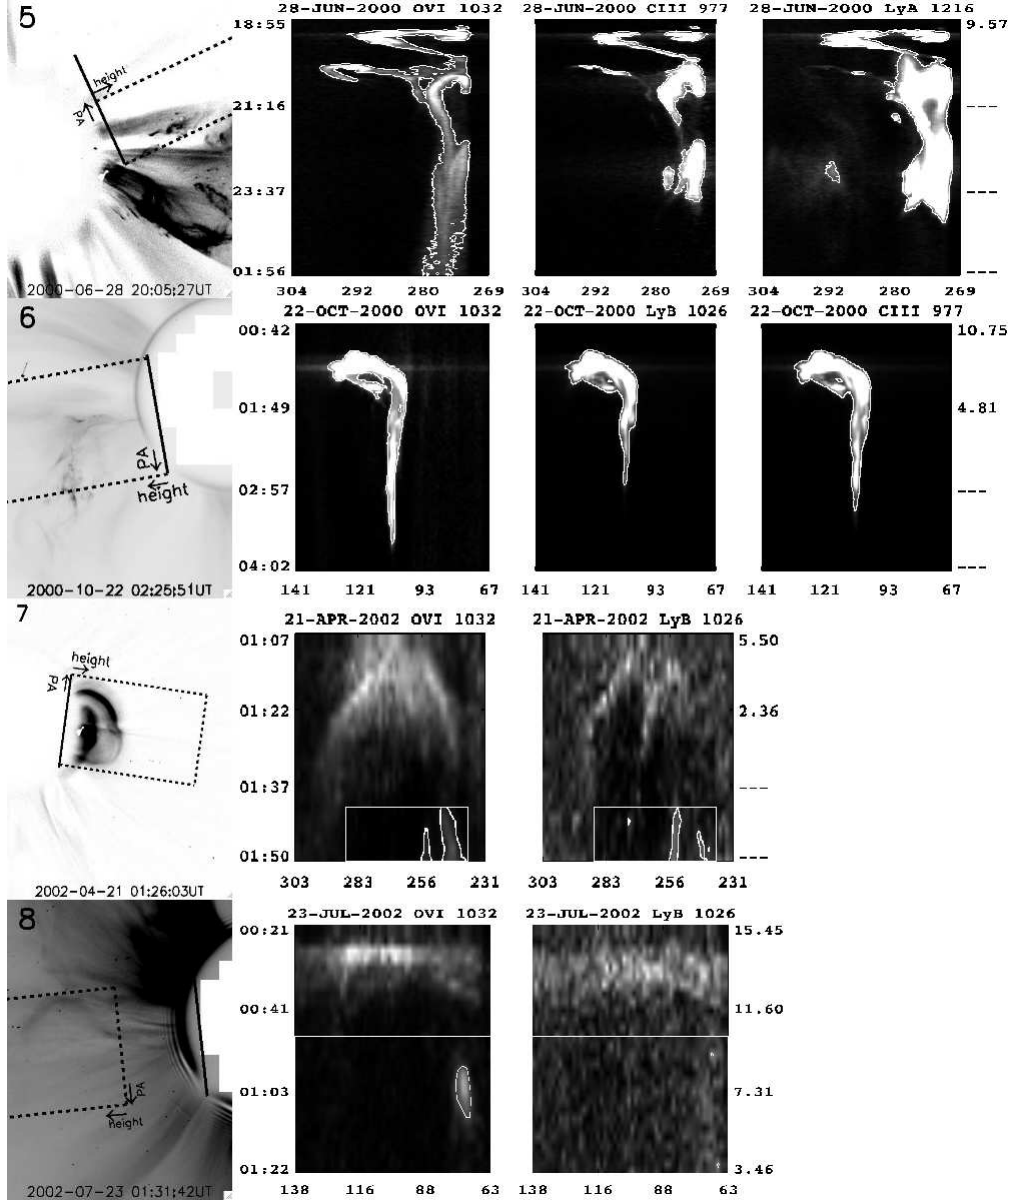 5
height
PA
2000-06-28 20:05:27UT
28-JUN-2000 OVI 1032
28-JUN-2000 CIII 977
28-JUN-2000 LyA 1216
18:55
21:16
23:37
01:56
9.57
---
---
---
304 292 280 269
304 292 280 269
304 292 280 269
6
PA
height
2000-10-22 02:25:51UT
22-OCT-2000 OVI 1032
22-OCT-2000 LyB 1026
22-OCT-2000 CIII 977
00:42
01:49
02:57
04:02
10.75
4.81
---
---
141 121 93 67
141 121 93 67
141 121 93 67
7
height
PA
2002-04-21 01:26:03UT
21-APR-2002 OVI 1032
21-APR-2002 LyB 1026
01:07
01:22
01:37
01:50
5.50
2.36
---
---
303 283 256 231
303 283 256 231
8
PA
height
2002-07-23 01:31:42UT
23-JUL-2002 OVI 1032
23-JUL-2002 LyB 1026
00:21
00:41
01:03
01:22
15.45
11.60
7.31
3.46
138 116 88 63
138 116 88 63